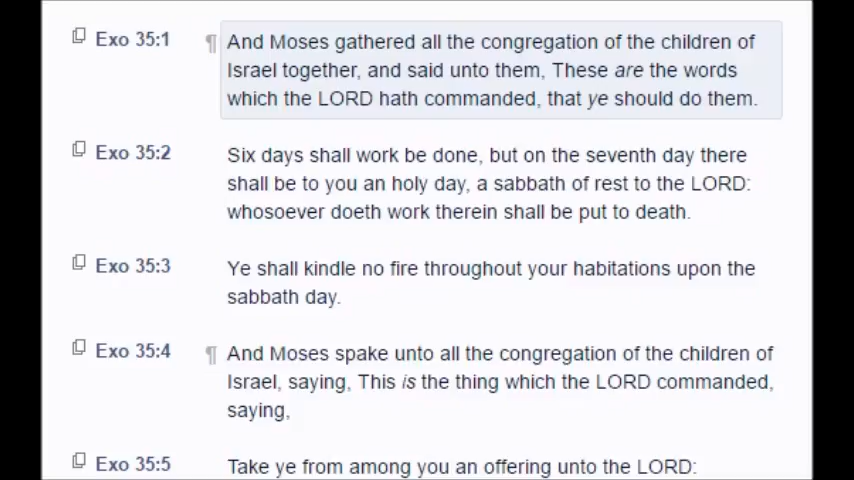 Exo 35:1 ¶ And Moses gathered all the congregation of the children of
Israel together, and said unto them, These are the words
which the LORD hath commanded, that ye should do them.
Exo 35:2 Six days shall work be done, but on the seventh day there
shall be to you an holy day, a sabbath of rest to the LORD:
whosoever doeth work therein shall be put to death.
Exo 35:3 Ye shall kindle no fire throughout your habitations upon the
sabbath day.
Exo 35:4 ¶ And Moses spake unto all the congregation of the children of
Israel, saying, This is the thing which the LORD commanded,
saying,
Exo 35:5 Take ye from among you an offering unto the LORD: